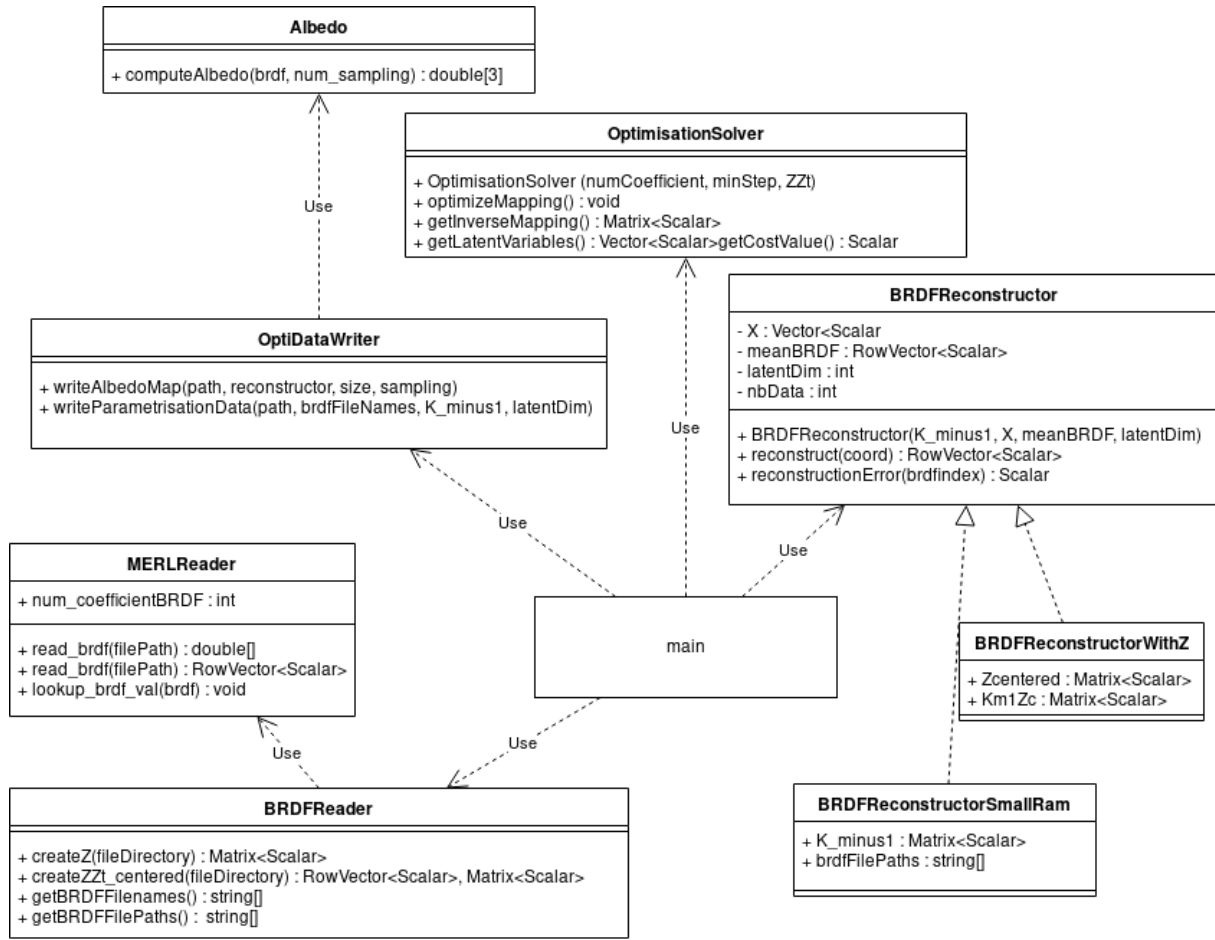 Albedo
+ computeAlbedo(brdf, num_sampling) : double[3]
Use
OptimisationSolver
+ OptimisationSolver (numCoefficient, minStep, ZZt)
+ optimizeMapping() : void
+ getInverseMapping() : Matrix<Scalar>
+ getLatentVariables() : Vector<Scalar>getCostValue() : Scalar
Use
BRDFReconstructor
- X : Vector<Scalar
- meanBRDF : RowVector<Scalar>
- latentDim : int
- nbData : int
+ BRDFReconstructor(K_minus1, X, meanBRDF, latentDim)
+ reconstruct(coord) : RowVector<Scalar>
+ reconstructionError(brdfindex) : Scalar
OptiDataWriter
+ writeAlbedoMap(path, reconstructor, size, sampling)
+ writeParametrisationData(path, brdfFileNames, K_minus1, latentDim)
Use
Use
MERLReader
+ num_coefficientBRDF : int
+ read_brdf(filePath) : double[]
+ read_brdf(filePath) : RowVector<Scalar>
+ lookup_brdf_val(brdf) : void
main
BRDFReconstructorWithZ
+ Zcentered : Matrix<Scalar>
+ Km1Zc : Matrix<Scalar>
Use
Use
BRDFReader
+ createZ(fileDirectory) : Matrix<Scalar>
+ createZZt_centered(fileDirectory) : RowVector<Scalar>, Matrix<Scalar>
+ getBRDFFilenames() : string[]
+ getBRDFFilePaths() : string[]
BRDFReconstructorSmallRam
+ K_minus1 : Matrix<Scalar>
+ brdfFilePaths : string[]